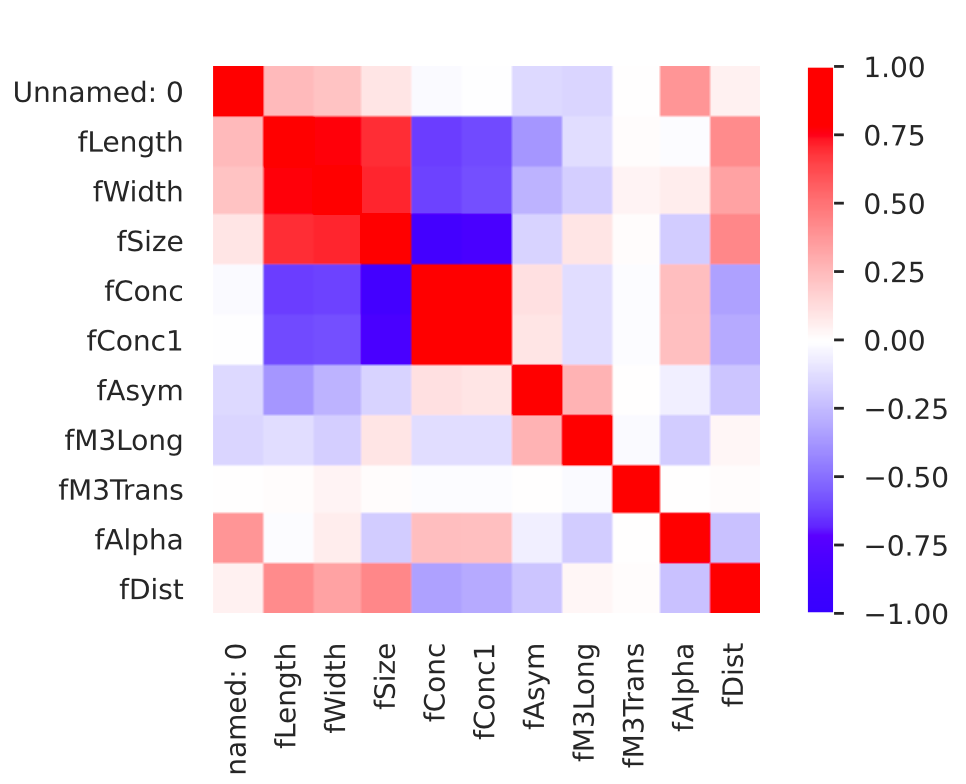 Unnamed: 0
fLength
fWidth
fSize
fConc
fConc1
fAsym
fM3Long
fM3Trans
fAlpha
fDist
named: 0
fLength
fWidth
fSize
fConc
fConc1
fAsym
fM3Long
fM3Trans
fAlpha
fDist
1.00
0.75
0.50
0.25
0.00
−0.25
−0.50
−0.75
−1.00